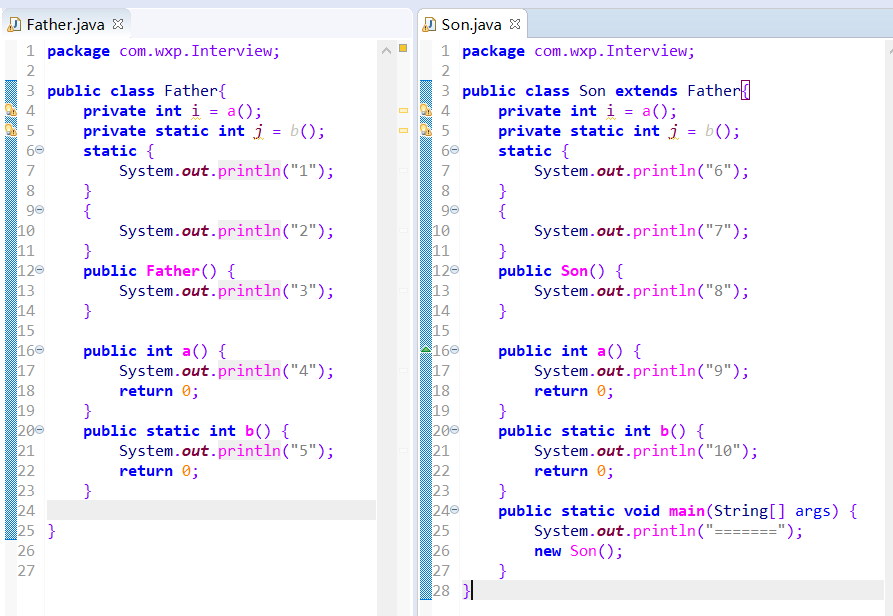 Father.java
1 package com.wxp.Interview;
2
3 public class Father{
4 private int i = a();
5 private static int j = b();
6 static {
7 System.out.println("1");
8 }
9 {
10 System.out.println("2");
11 }
12 public Father() {
13 System.out.println("3");
14 }
15
16 public int a() {
17 System.out.println("4");
18 return 0;
19 }
20 public static int b() {
21 System.out.println("5");
22 return 0;
23 }
24
25 }
26
27
Son.java
1 package com.wxp.Interview;
2
3 public class Son extends Father{
4 private int i = a();
5 private static int j = b();
6 static {
7 System.out.println("6");
8 }
9 {
10 System.out.println("7");
11 }
12 public Son() {
13 System.out.println("8");
14 }
15
16 public int a() {
17 System.out.println("9");
18 return 0;
19 }
20 public static int b() {
21 System.out.println("10");
22 return 0;
23 }
24 public static void main(String[] args) {
25 System.out.println("=======");
26 new Son();
27 }
28 }